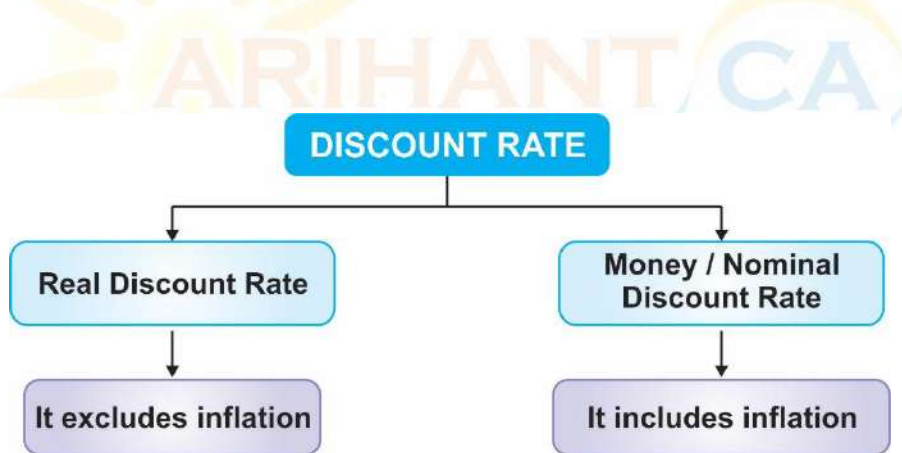 ARIHANT CA
DISCOUNT RATE
Real Discount Rate
Money / Nominal
Discount Rate
It excludes inflation
It includes inflation